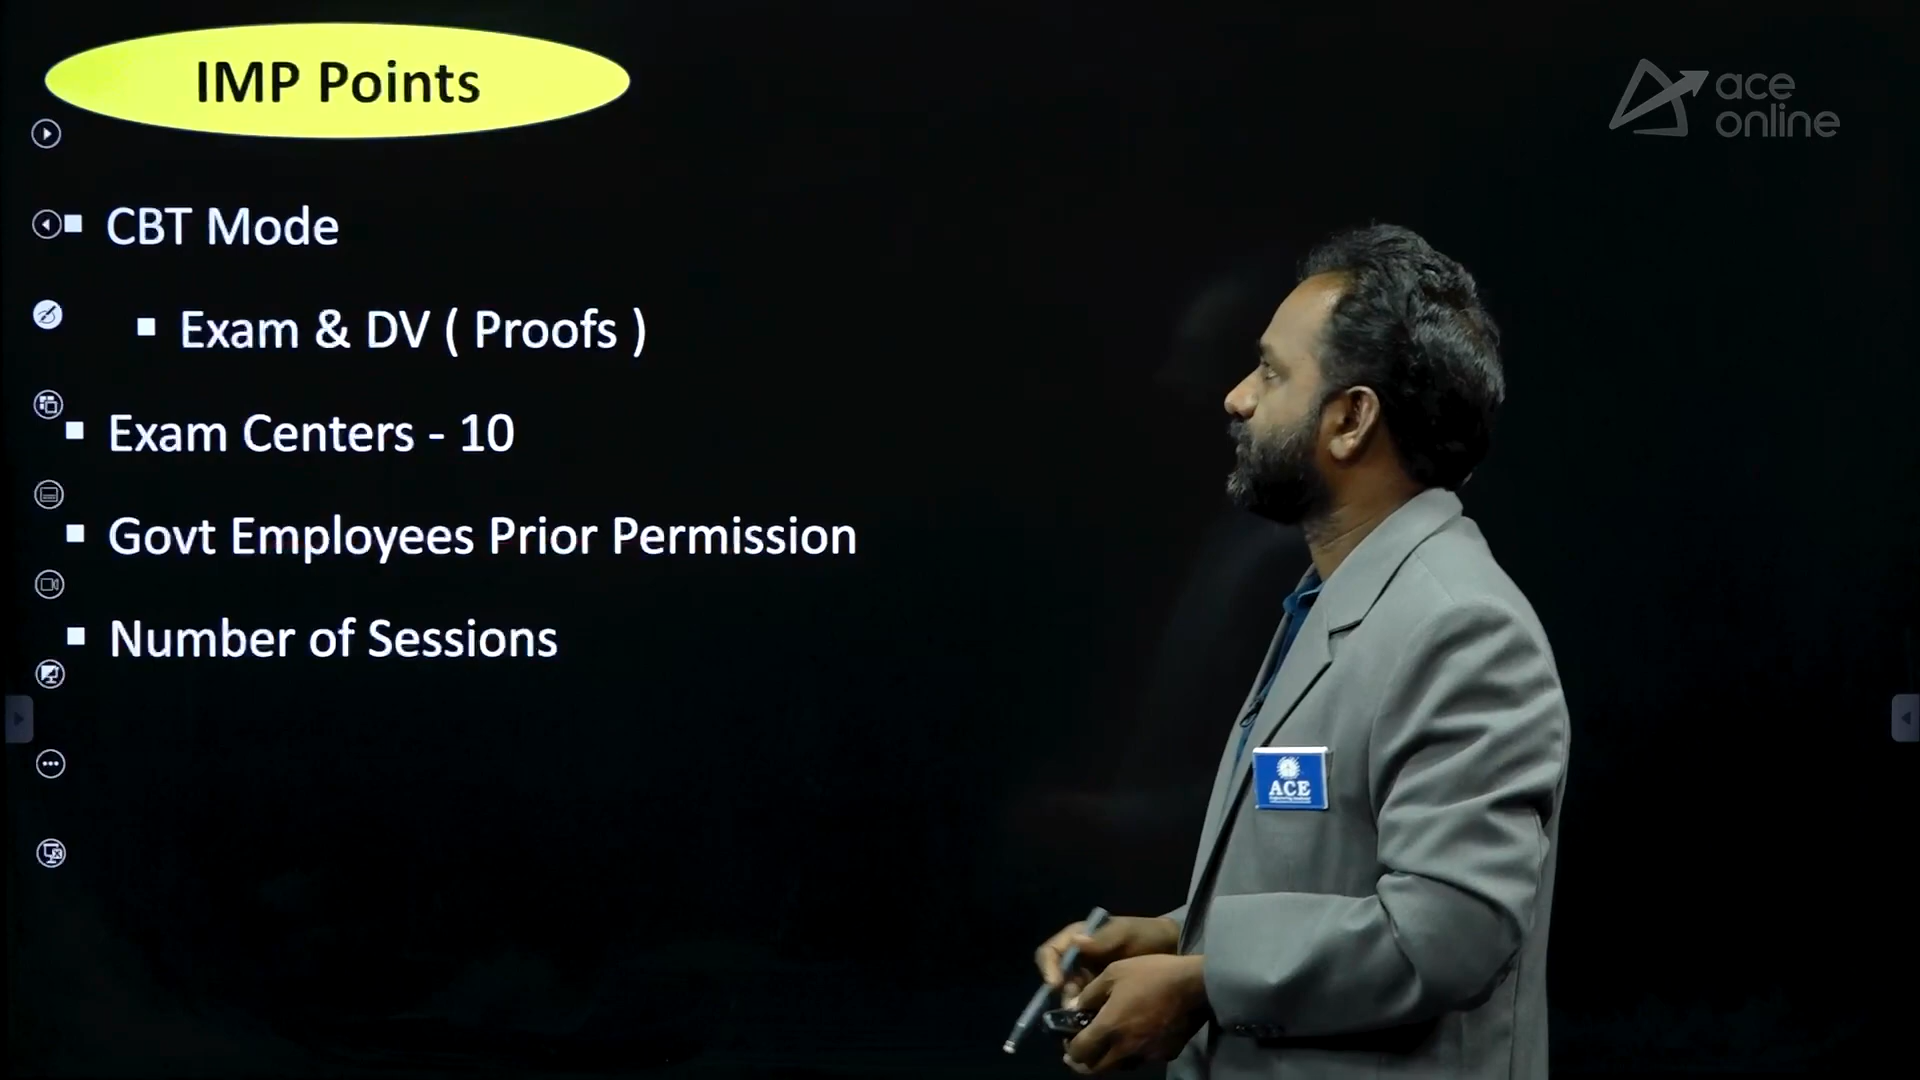 IMP Points
ace
online
CBT Mode
Exam & DV ( Proofs )
Exam Centers - 10
Govt Employees Prior Permission
Number of Sessions
ACE